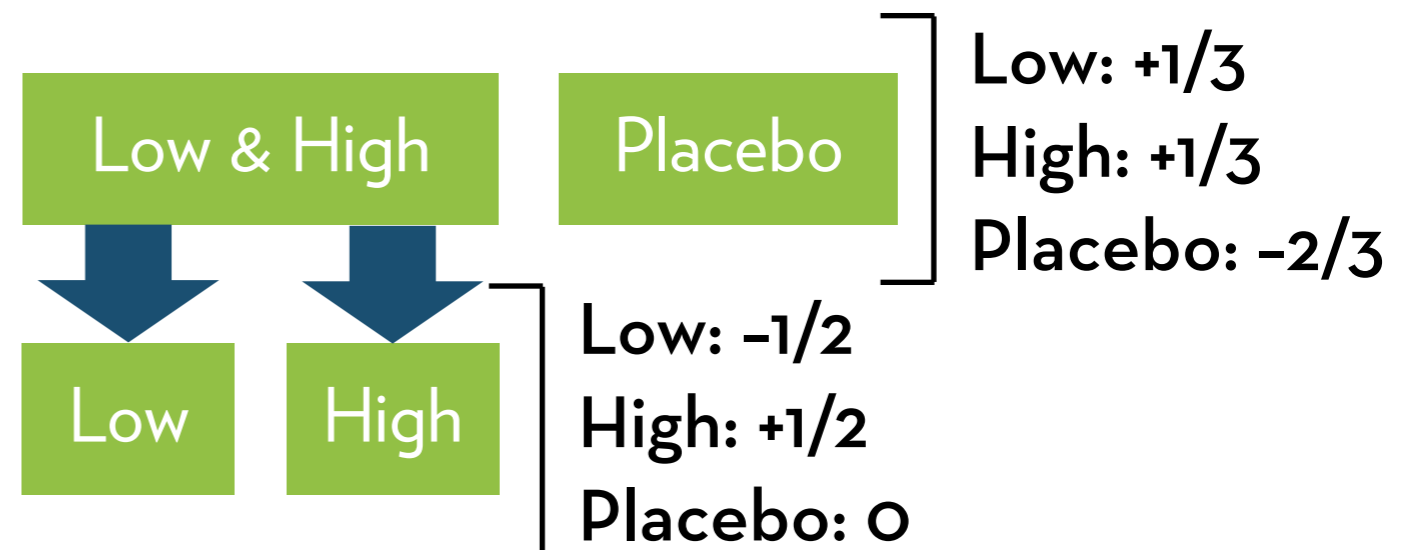 Low & High
Placebo
Low: +1/3
High: +1/3
Placebo: –2/3
Low
High
Low: –1/2
High: +1/2
Placebo: 0